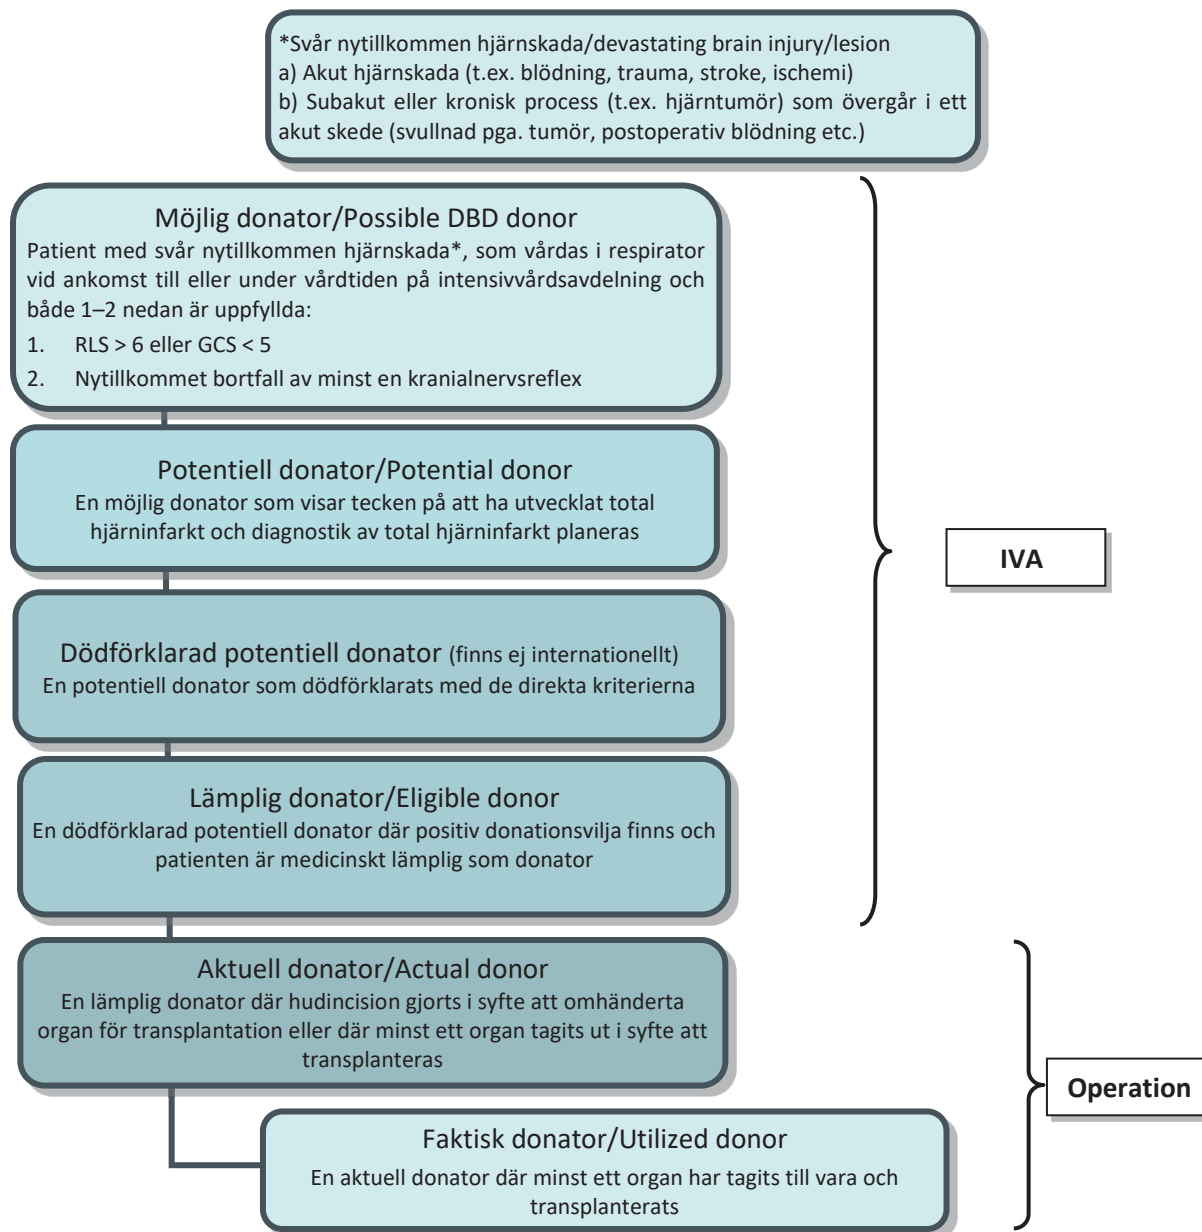 *Svår nytillkommen hjärnskada/devastating brain injury/lesion
a) Akut hjärnskada (t.ex. blödning, trauma, stroke, ischemi)
b) Subakut eller kronisk process (t.ex. hjärntumör) som övergår i ett
akut skede (svullnad pga. tumör, postoperativ blödning etc.)
Möjlig donator/Possible DBD donor
Patient med svår nytillkommen hjärnskada*, som vårdas i respirator
vid ankomst till eller under vårdtiden på intensivvårdsavdelning och
både 1–2 nedan är uppfyllda:
1. RLS > 6 eller GCS < 5
2. Nytillkommet bortfall av minst en kranialnervsreflex
Potentiell donator/Potential donor
En möjlig donator som visar tecken på att ha utvecklat total
hjärninfarkt och diagnostik av total hjärninfarkt planeras
IVA
Dödförklarad potentiell donator (finns ej internationellt)
En potentiell donator som dödförklarats med de direkta kriterierna
Lämplig donator/Eligible donor
En dödförklarad potentiell donator där positiv donationsvilja finns och
patienten är medicinskt lämplig som donator
Aktuell donator/Actual donor
En lämplig donator där hudincision gjorts i syfte att omhänderta
organ för transplantation eller där minst ett organ tagits ut i syfte att
transplanteras
Operation
Faktisk donator/Utilized donor
En aktuell donator där minst ett organ har tagits till vara och
transplanterats